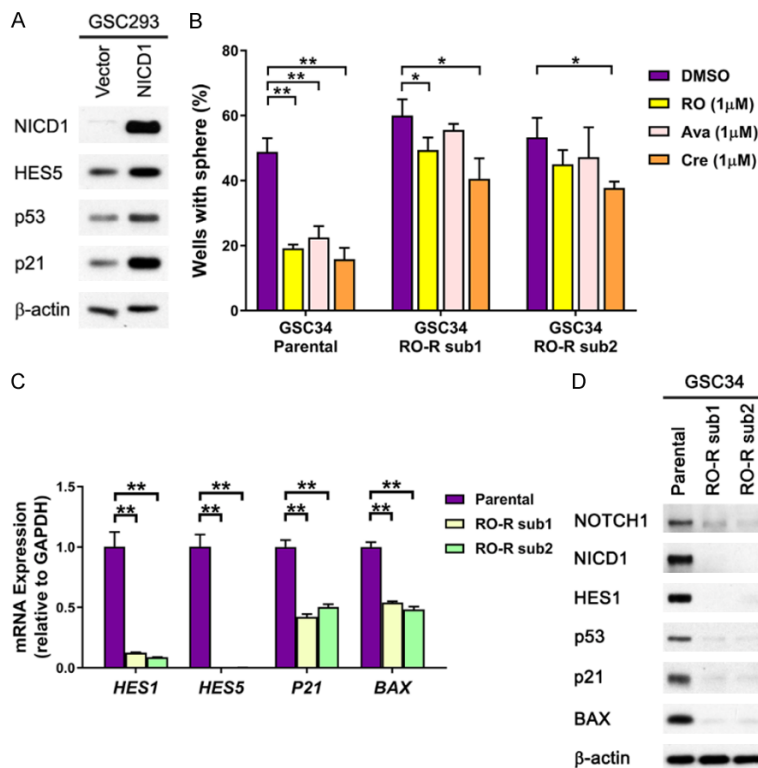 A
GSC293
Vector
NICD1
NICD1
HES5
p53
p21
β-actin
B
Wells with sphere (%)
80
60
40
20
0
**
**
**
*
*
*
DMSO
RO (1μM)
Ava (1μM)
Cre (1μM)
GSC34
Parental
GSC34
RO-R sub1
GSC34
RO-R sub2
C
mRNA Expression
(relative to GAPDH)
1.5
1.0
0.5
0.0
**
**
**
**
**
**
**
**
Parental
RO-R sub1
RO-R sub2
HES1
HES5
P21
BAX
D
GSC34
Parental
RO-R sub1
RO-R sub2
NOTCH1
NICD1
HES1
p53
p21
BAX
β-actin